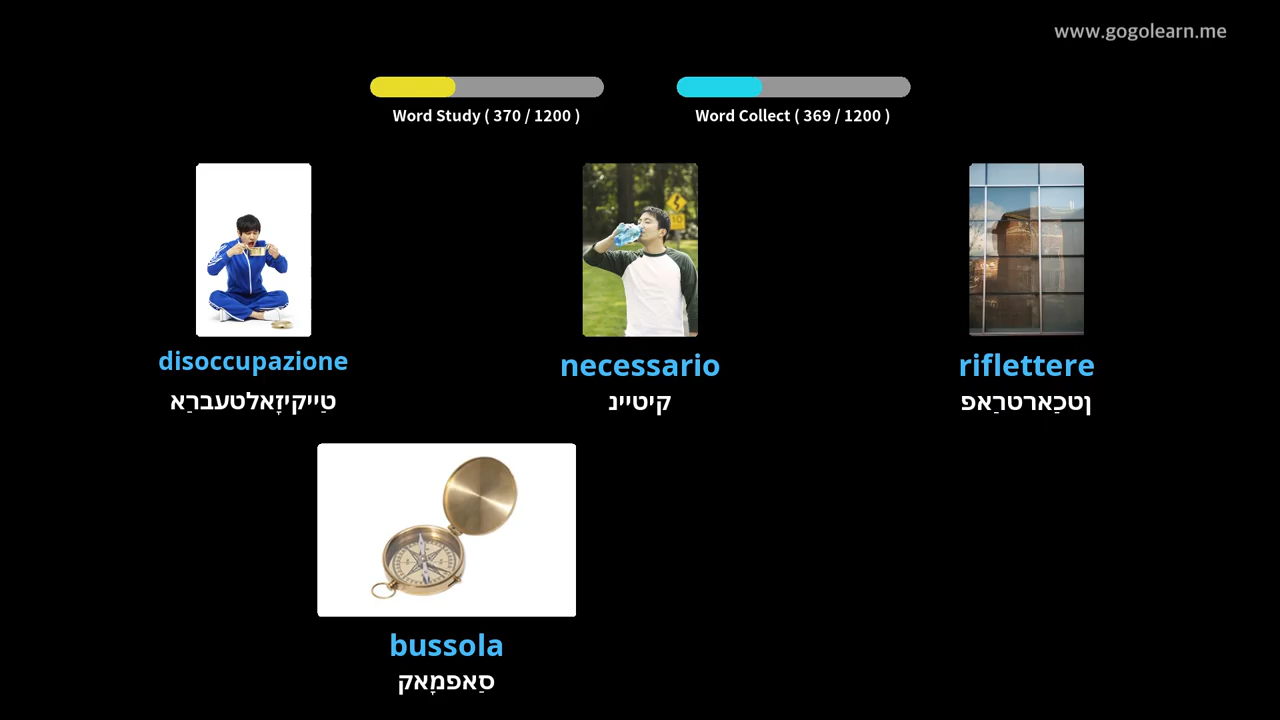 www.gogolearn.me
Word Study ( 370 / 1200 )
Word Collect ( 369 / 1200 )
disoccupazione
טַייקיזָאלטעברַא
necessario
קיטיינ
riflettere
ןטכַארטרַאפ
bussola
סַאפמָאק